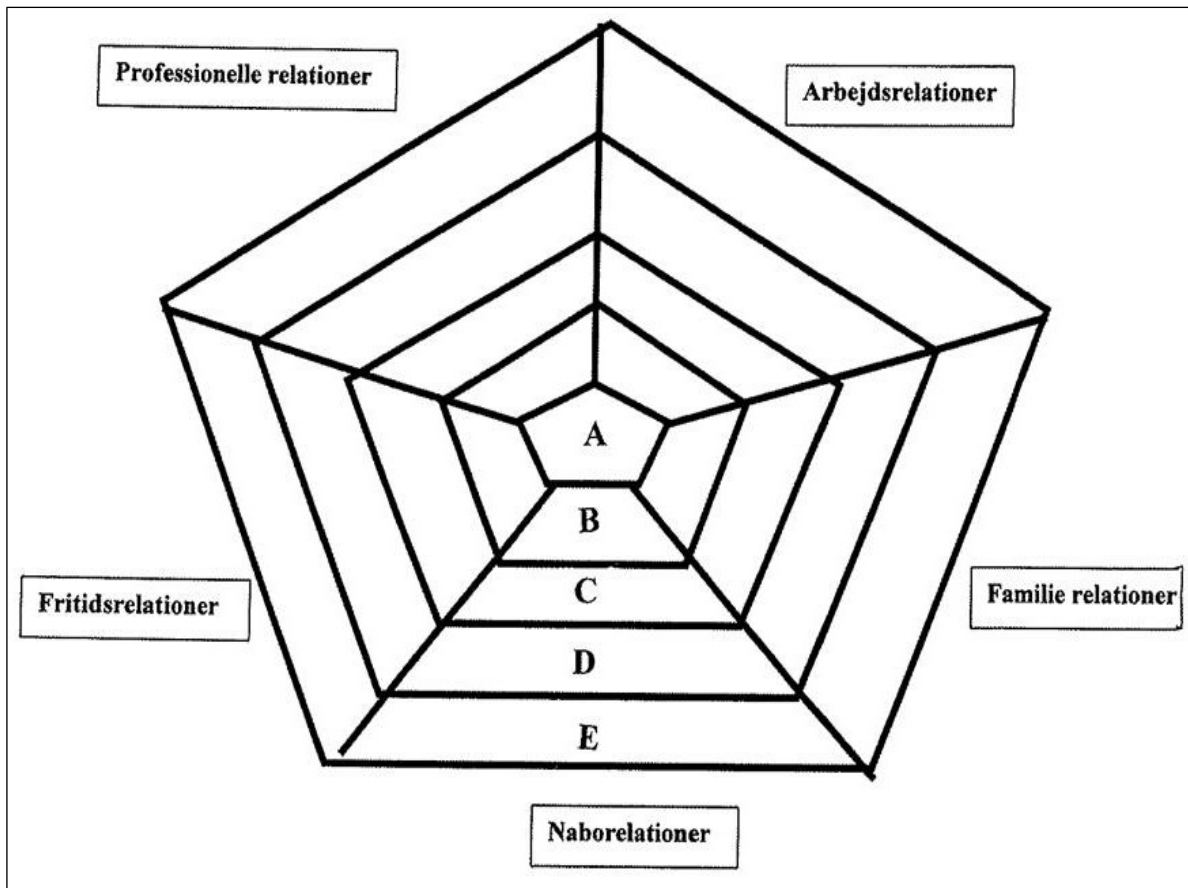 Professionelle relationer
Arbejdsrelationer
A
B
C
Fritidsrelationer
Familie relationer
D
E
Naborelationer